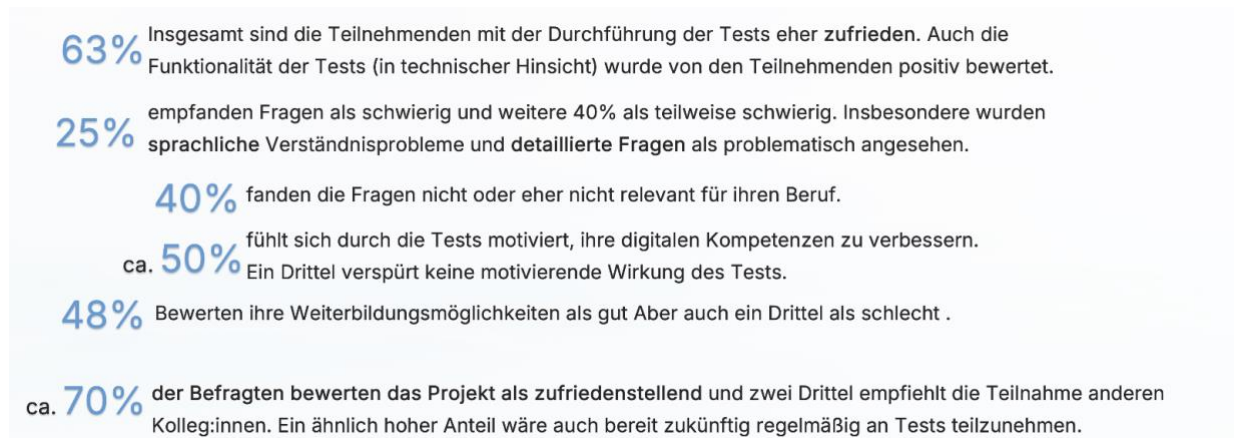 63% Insgesamt sind die Teilnehmenden mit der Durchführung der Tests eher zufrieden. Auch die
Funktionalität der Tests (in technischer Hinsicht) wurde von den Teilnehmenden positiv bewertet.
25% empfanden Fragen als schwierig und weitere 40% als teilweise schwierig. Insbesondere wurden
sprachliche Verständnisprobleme und detaillierte Fragen als problematisch angesehen.
40% fanden die Fragen nicht oder eher nicht relevant für ihren Beruf.
ca. 50% fühlt sich durch die Tests motiviert, ihre digitalen Kompetenzen zu verbessern.
Ein Drittel verspürt keine motivierende Wirkung des Tests.
48% Bewerten ihre Weiterbildungsmöglichkeiten als gut Aber auch ein Drittel als schlecht .
ca. 70% der Befragten bewerten das Projekt als zufriedenstellend und zwei Drittel empfiehlt die Teilnahme anderen
Kolleg:innen. Ein ähnlich hoher Anteil wäre auch bereit zukünftig regelmäßig an Tests teilzunehmen.